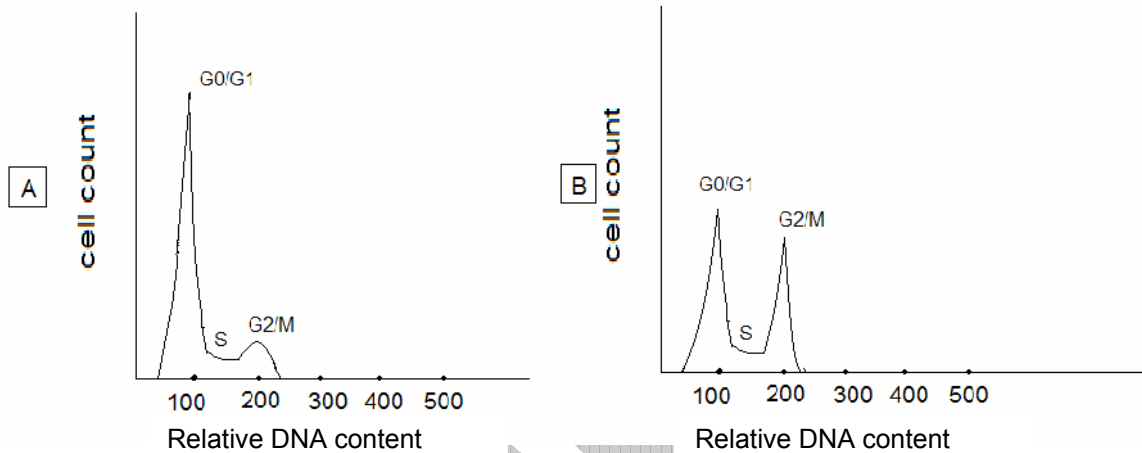 A
cell count
G0/G1
S
G2/M
100 200 300 400 500
Relative DNA content
B
cell count
G0/G1
S
G2/M
100 200 300 400 500
Relative DNA content